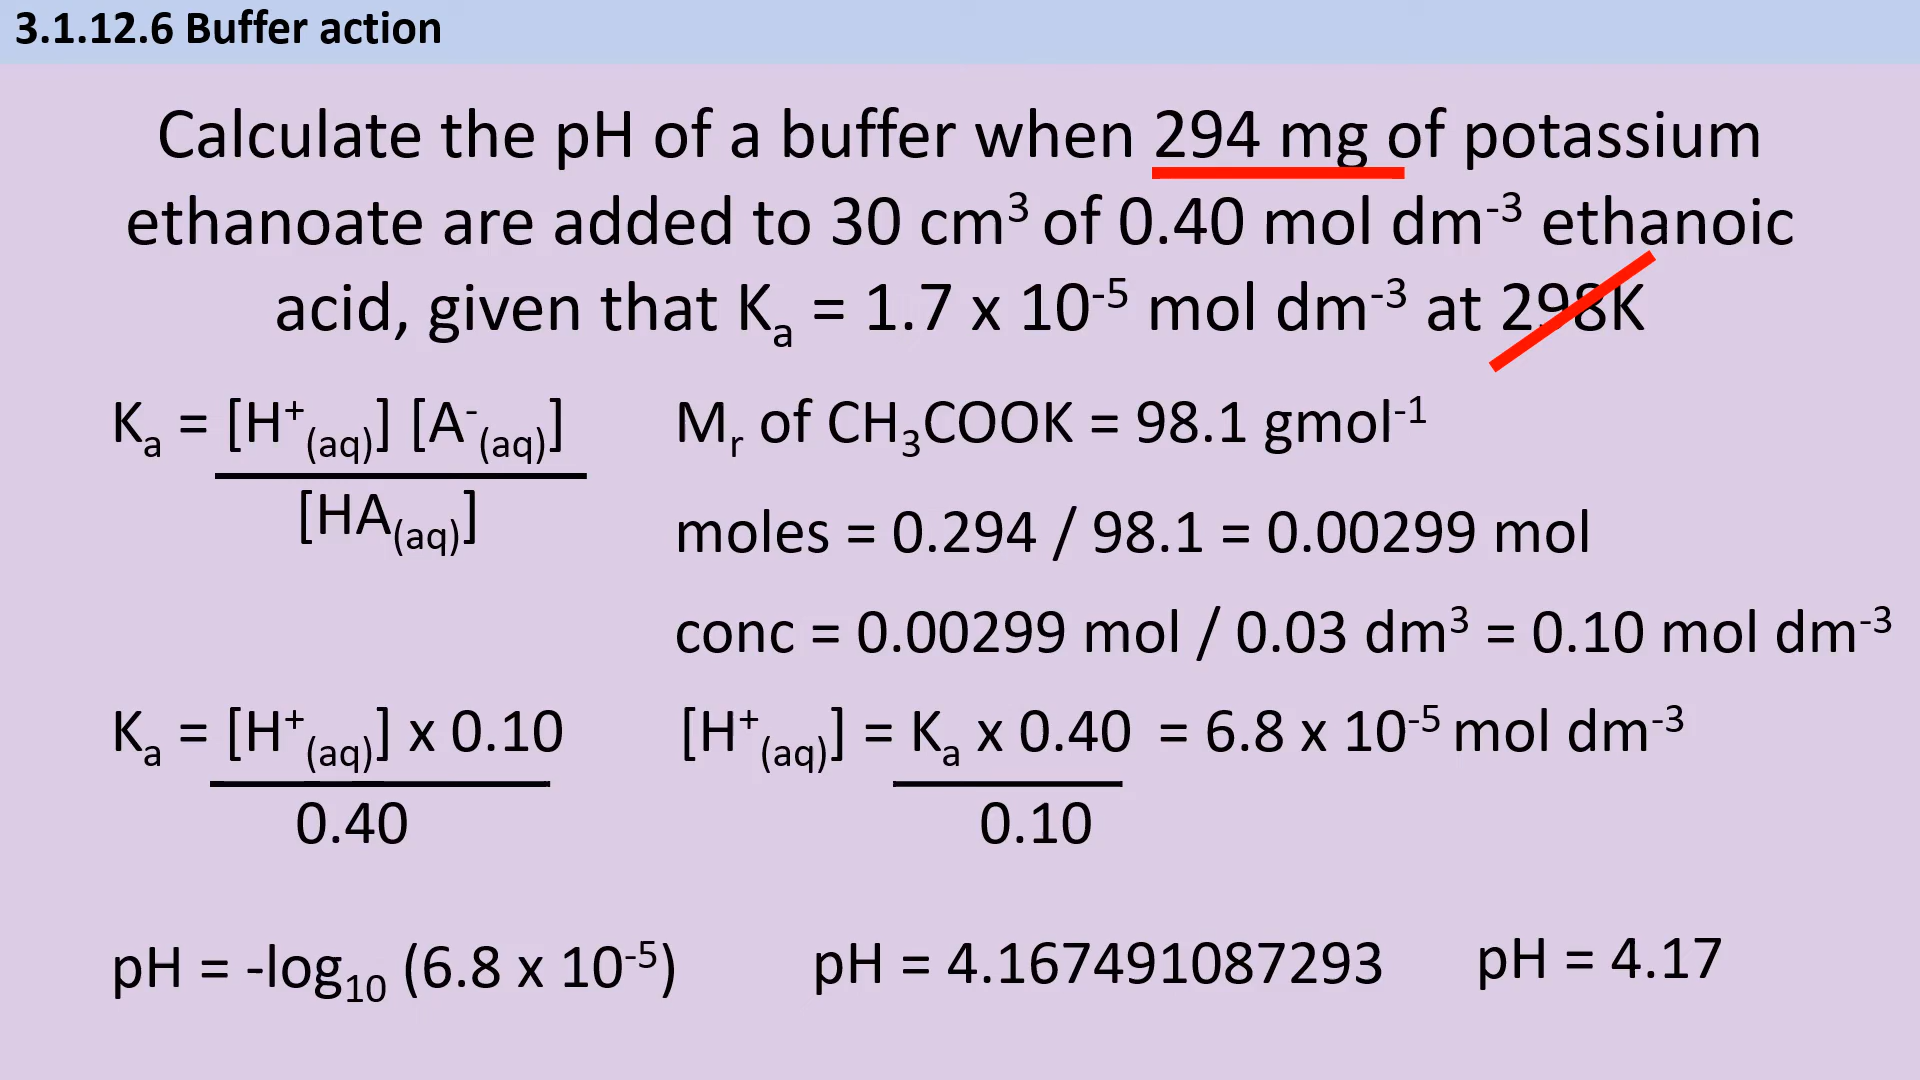 3.1.12.6 Buffer action
Calculate the pH of a buffer when 294 mg of potassium
ethanoate are added to 30 cm³ of 0.40 mol dm⁻³ ethanoic
acid, given that Kₐ = 1.7 x 10⁻⁵ mol dm⁻³ at 298K
Kₐ = [H⁺₍aq₎] [A⁻₍aq₎]
[HA₍aq₎]
Mᵣ of CH₃COOK = 98.1 gmol⁻¹
moles = 0.294 / 98.1 = 0.00299 mol
conc = 0.00299 mol / 0.03 dm³ = 0.10 mol dm⁻³
Kₐ = [H⁺₍aq₎] x 0.10
0.40
[H⁺₍aq₎] = Kₐ x 0.40 = 6.8 x 10⁻⁵ mol dm⁻³
0.10
pH = -log₁₀ (6.8 x 10⁻⁵)
pH = 4.167491087293
pH = 4.17